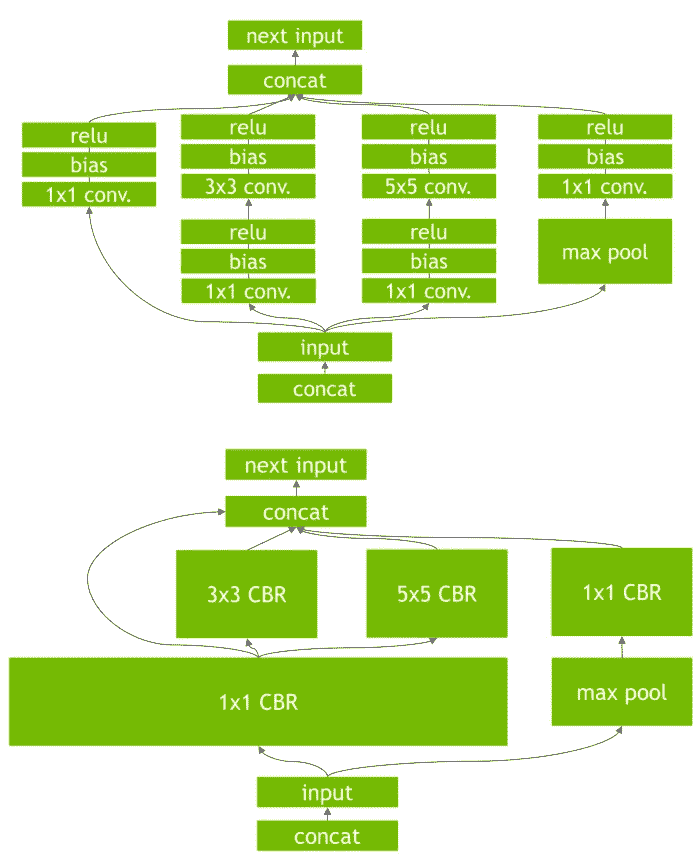 next input
concat
relu
bias
1x1 conv.
relu
bias
3x3 conv.
relu
bias
1x1 conv.
relu
bias
5x5 conv.
relu
bias
1x1 conv.
relu
bias
1x1 conv.
max pool
input
concat
next input
concat
3x3 CBR
5x5 CBR
1x1 CBR
1x1 CBR
max pool
input
concat